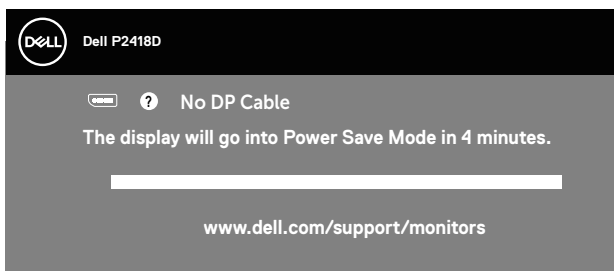 DELL Dell P2418D
? No DP Cable
The display will go into Power Save Mode in 4 minutes.
www.dell.com/support/monitors